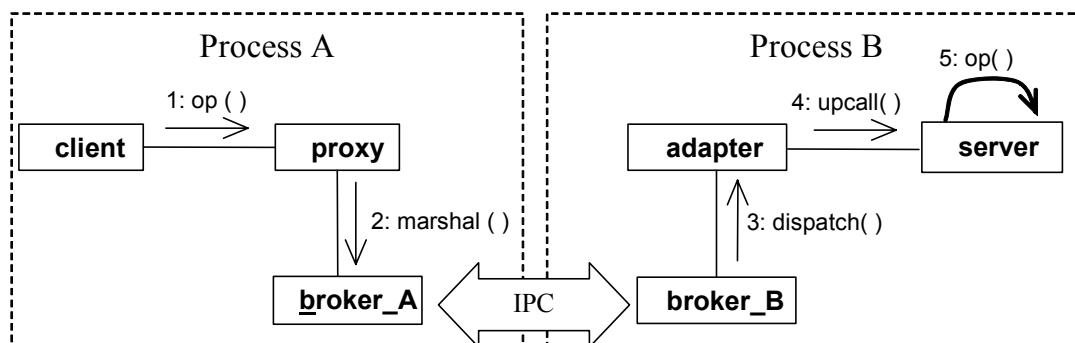 Process A
Process B
5: op( )
1: op ( )
4: upcall( )
client
proxy
adapter
server
2: marshal ( )
3: dispatch( )
broker_A
IPC
broker_B